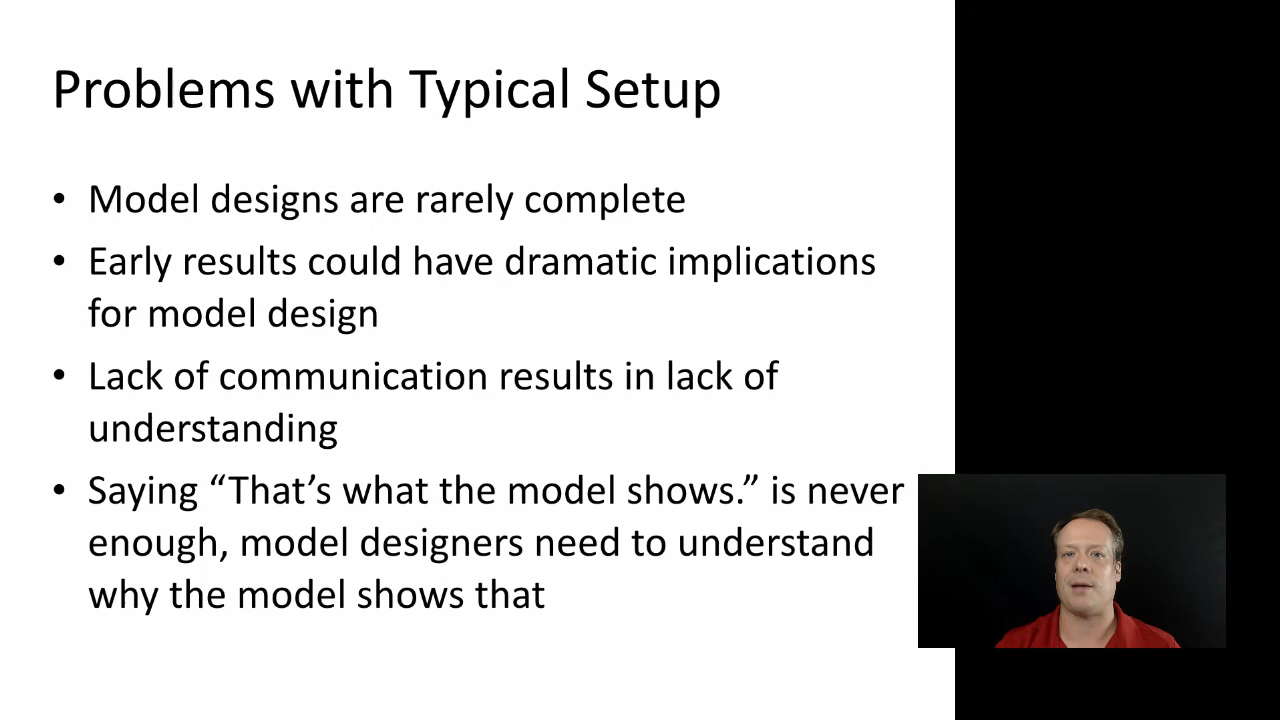 Problems with Typical Setup
• Model designs are rarely complete
• Early results could have dramatic implications
for model design
• Lack of communication results in lack of
understanding
• Saying “That’s what the model shows.” is never
enough, model designers need to understand
why the model shows that